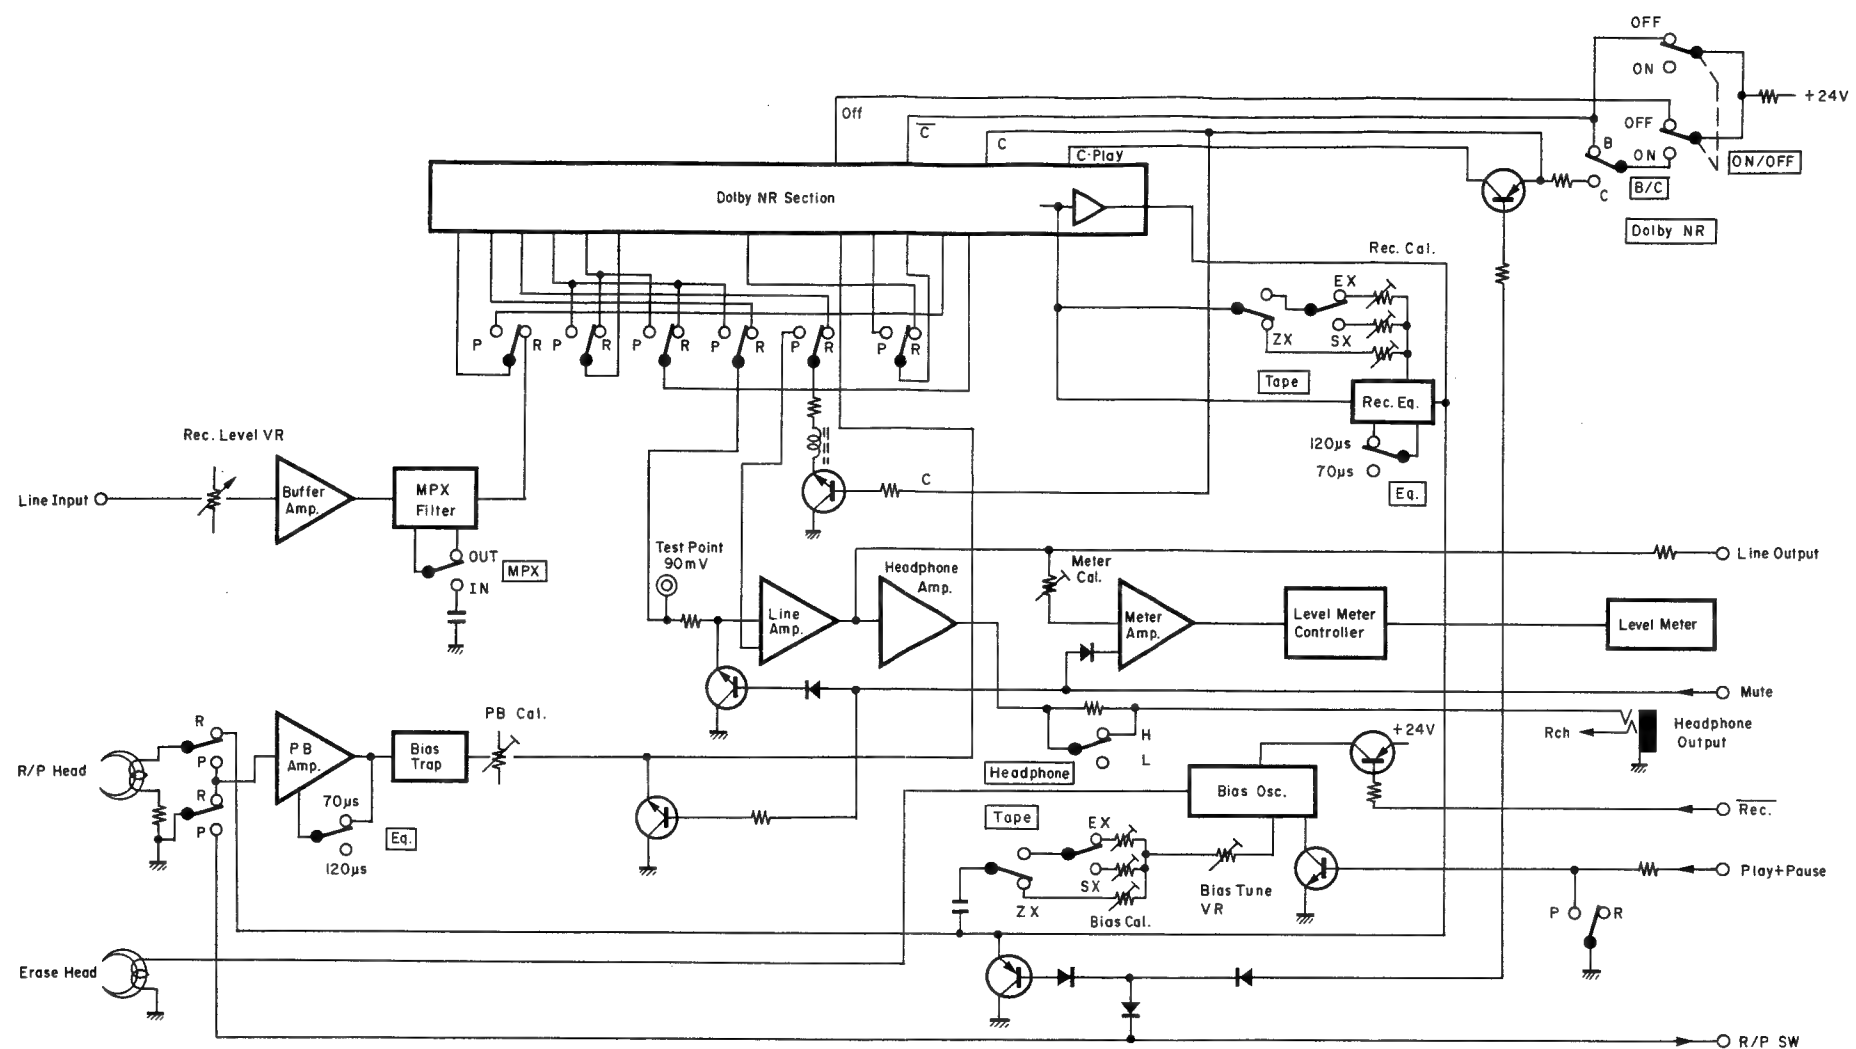 OFF
ON
+24V
Off
C̅
C
C-Play
OFF
ON
B
C
B/C
ON/OFF
Dolby NR
Dolby NR Section
Rec. Cal.
EX
SX
ZX
Tape
P R P R P R P R P R P R
Rec. Eq.
120μs
70μs
Eq.
Rec. Level VR
Line Input
Buffer
Amp.
MPX
Filter
OUT
IN
MPX
C
Test Point
90mV
Headphone
Amp.
Line
Amp.
Meter
Cal.
Meter
Amp.
Level Meter
Controller
Level Meter
Line Output
Mute
R/P Head
R
P
R
P
PB
Amp.
70μs
120μs
Eq.
Bias
Trap
PB Cal.
H
L
Headphone
Rch
Headphone
Output
+24V
Bias Osc.
Rec.
Tape
EX
SX
ZX
Bias Cal.
Bias Tune
VR
Play+Pause
P R
Erase Head
R/P SW